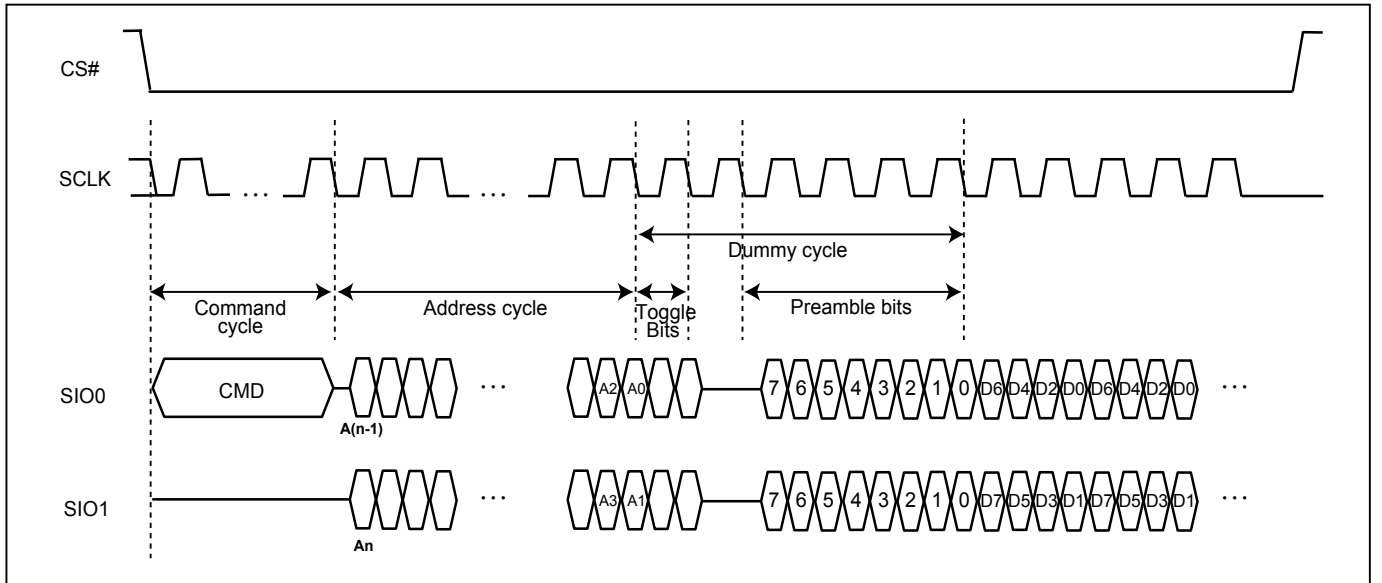 CS#
SCLK ... ...
Dummy cycle
Command cycle
Address cycle
Toggle Bits
Preamble bits
SIO0 CMD ... A2 A0 7 6 5 4 3 2 1 0 D6 D4 D2 D0 D6 D4 D2 D0 ...
A(n-1)
SIO1 ... A3 A1 7 6 5 4 3 2 1 0 D7 D5 D3 D1 D7 D5 D3 D1 ...
An